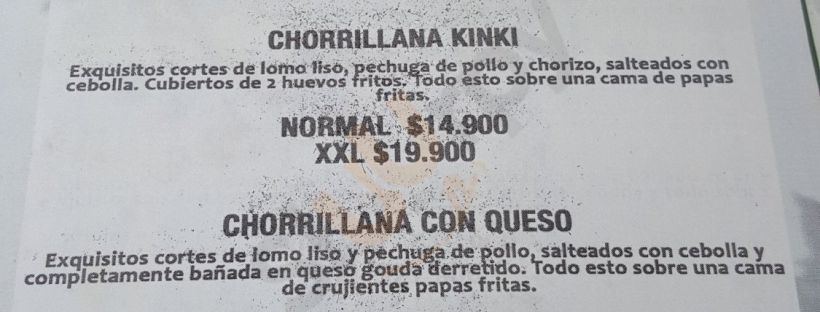 CHORRILLANA KINKI
Exquisitos cortes de lomo liso, pechuga de pollo y chorizo, salteados con
cebolla. Cubiertos de 2 huevos fritos. Todo esto sobre una cama de papas
fritas.
NORMAL $14.900
XXL $19.900
CHORRILLANA CON QUESO
Exquisitos cortes de lomo liso y pechuga de pollo, salteados con cebolla y
completamente bañada en queso gouda derretido. Todo esto sobre una cama
de crujientes papas fritas.